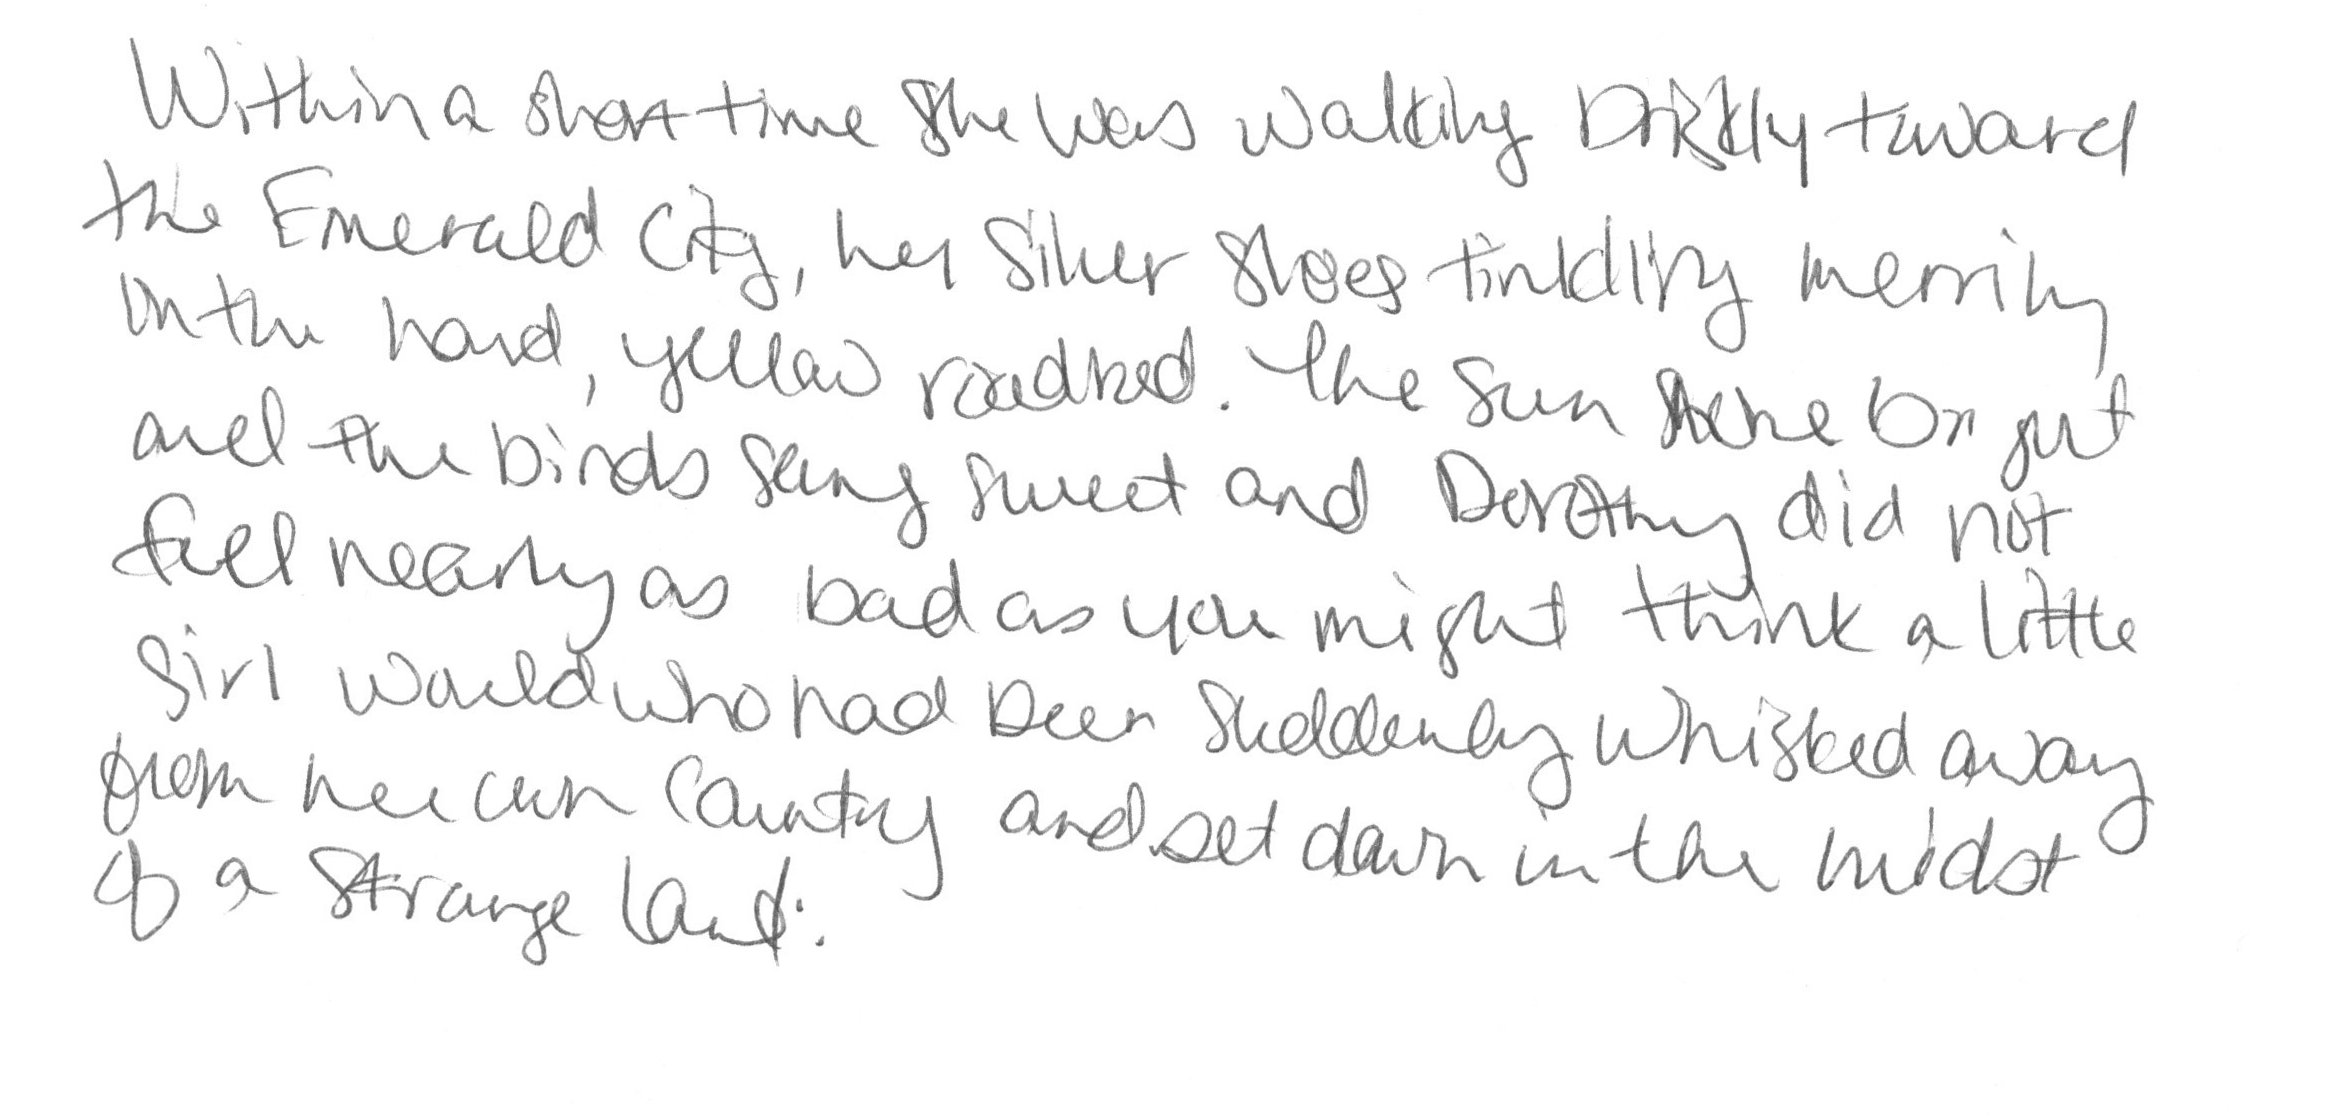 Within a short time she was walking briskly toward
the Emerald City, her Silver Shoes tinkling merrily
on the hard, yellow roadbed. The sun shone bright
and the birds sang sweet and Dorothy did not
feel nearly as bad as you might think a little
girl would who had been suddenly whisked away
from her own country and set down in the midst
of a strange land.